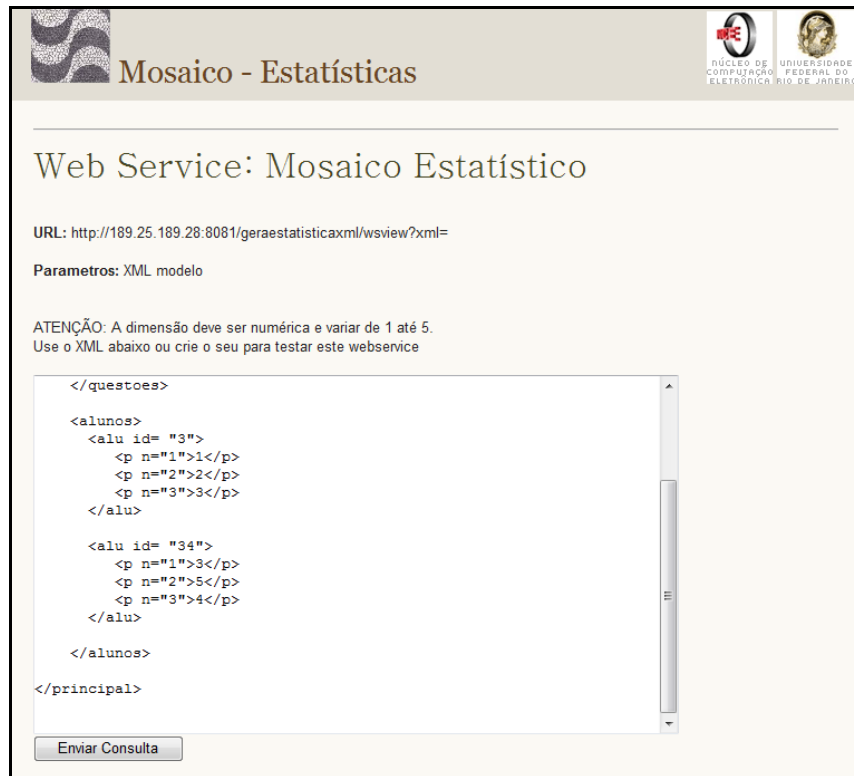 Mosaico - Estatísticas
NÚCLEO DE
COMPUTAÇÃO
ELETRÔNICA
UNIVERSIDADE
FEDERAL DO
RIO DE JANEIRO
Web Service: Mosaico Estatístico
URL: http://189.25.189.28:8081/geraestatisticaxml/wsview?xml=
Parametros: XML modelo
ATENÇÃO: A dimensão deve ser numérica e variar de 1 até 5.
Use o XML abaixo ou crie o seu para testar este webservice
</questoes>
<alunos>
<alu id= "3">
<p n="1">1</p>
<p n="2">2</p>
<p n="3">3</p>
</alu>
<alu id= "34">
<p n="1">3</p>
<p n="2">5</p>
<p n="3">4</p>
</alu>
</alunos>
</principal>
Enviar Consulta